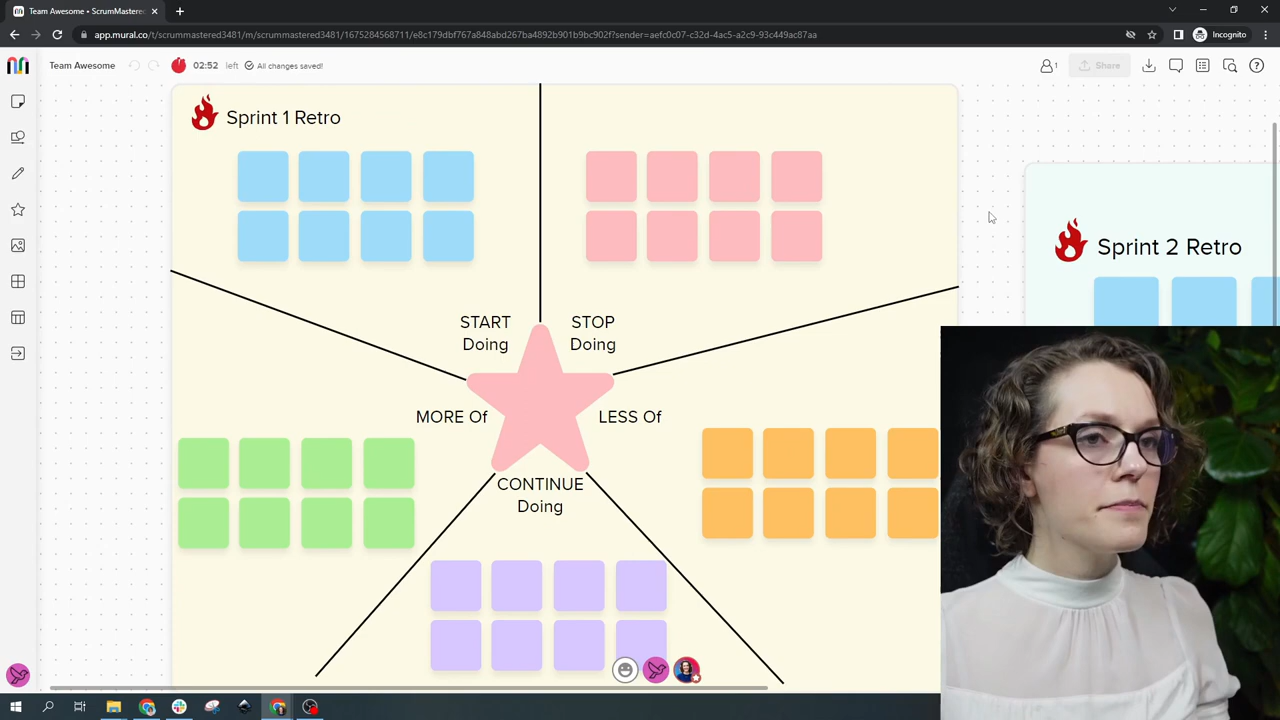 Team Awesome • ScrumMastere
Incognito
app.mural.co/t/scrummastered3481/m/scrummastered3481/1675284568711/e8c179dbf767a848abd267ba4892b901b9bc902f?sender=aefc0c07-c32d-4ac5-a2c9-93c449ac87aa
Team Awesome
02:52 left
All changes saved!
1
Share
Sprint 1 Retro
Sprint 2 Retro
START
Doing
STOP
Doing
MORE Of
LESS Of
CONTINUE
Doing